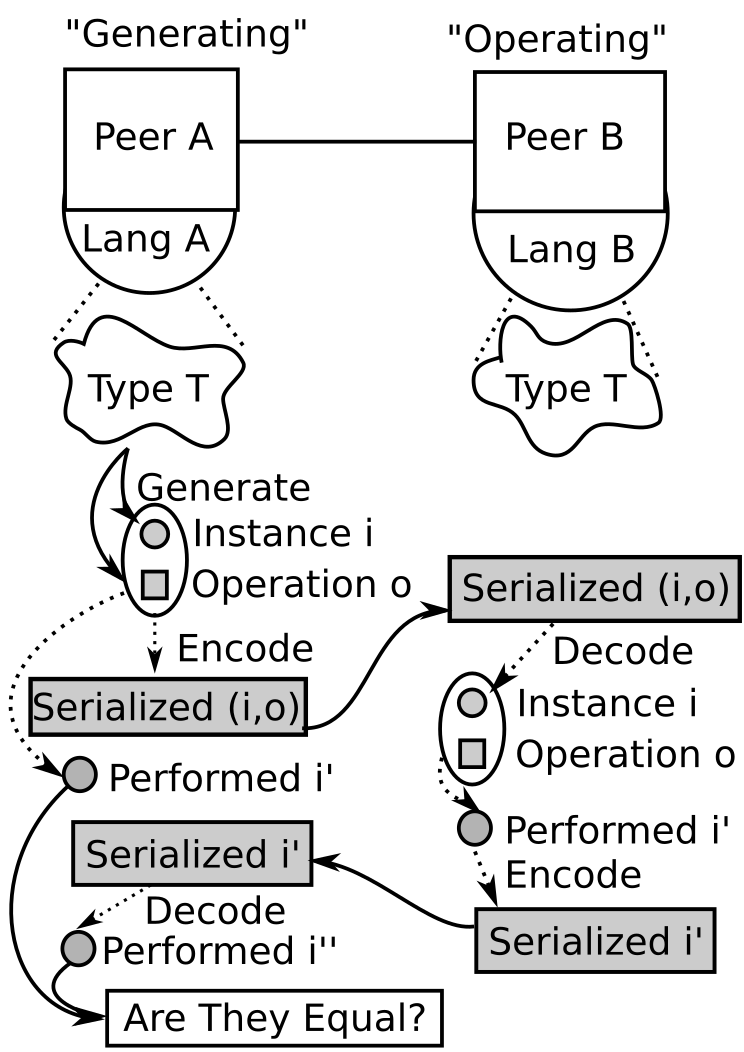 "Generating"
"Operating"
Peer A
Peer B
Lang A
Lang B
Type T
Type T
Generate
Instance i
Operation o
Encode
Serialized (i,o)
Serialized (i,o)
Decode
Instance i
Operation o
Performed i'
Performed i'
Encode
Serialized i'
Serialized i'
Decode
Performed i''
Are They Equal?